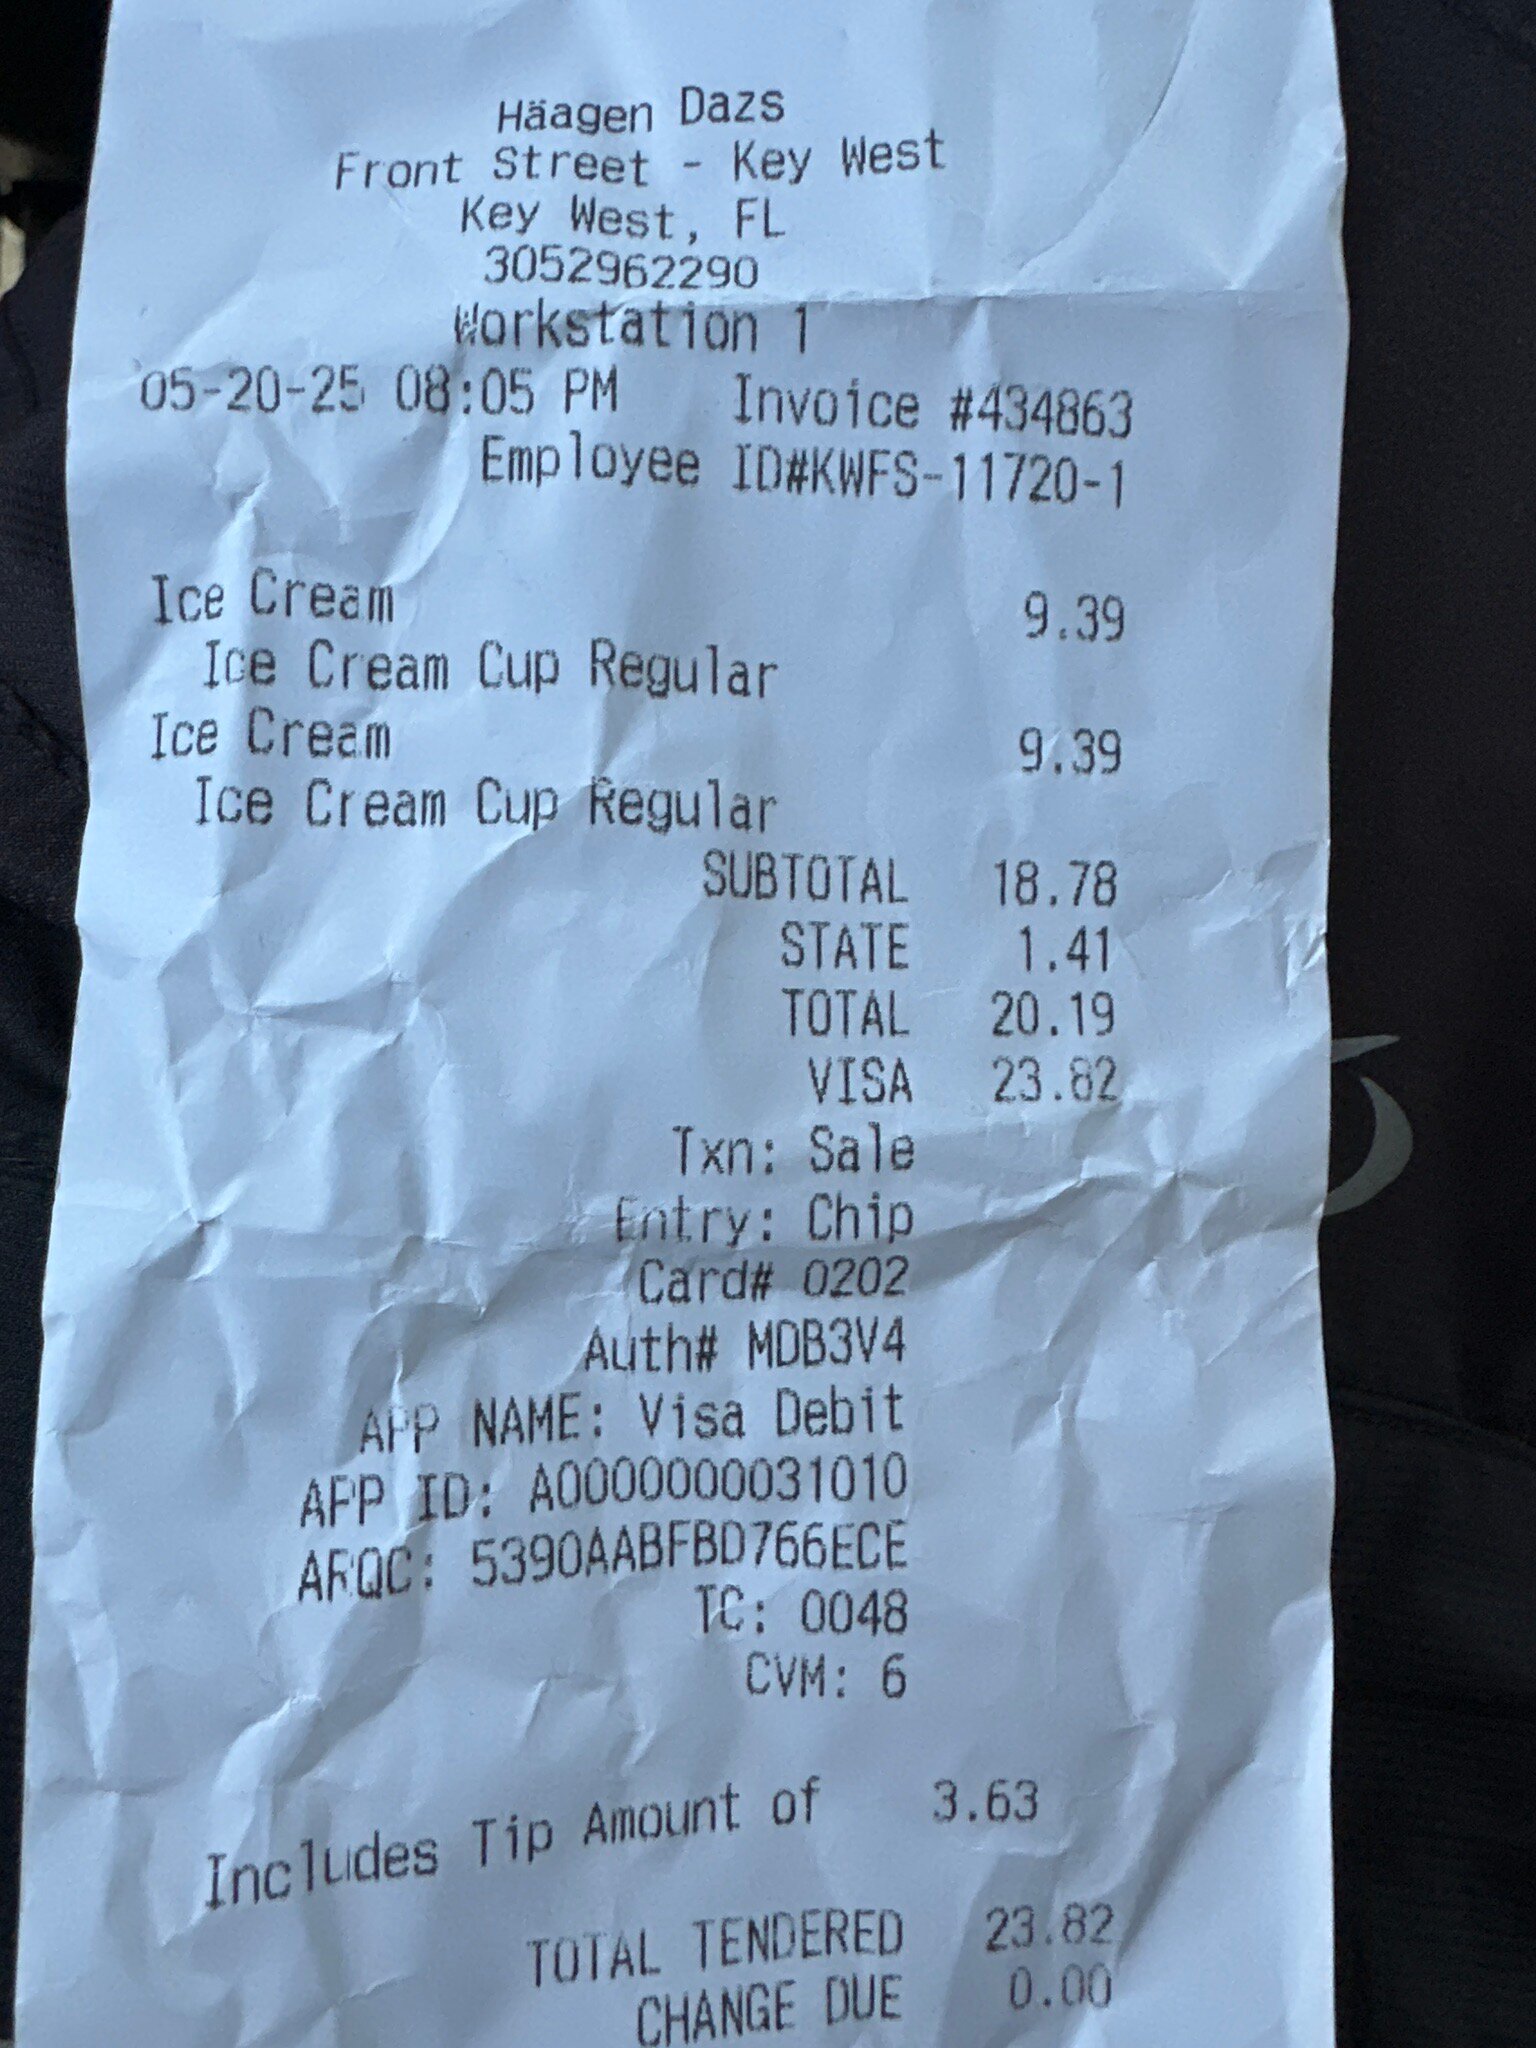 Häagen Dazs
Front Street - Key West
Key West, FL
3052962290
Workstation 1
05-20-25 08:05 PM Invoice #434863
Employee ID#KWFS-11720-1
Ice Cream 9.39
Ice Cream Cup Regular
Ice Cream 9.39
Ice Cream Cup Regular
SUBTOTAL 18.78
STATE 1.41
TOTAL 20.19
VISA 23.82
Txn: Sale
Entry: Chip
Card# 0202
Auth# MDB3V4
APP NAME: Visa Debit
APP ID: A0000000031010
ARQC: 5390AABFBD766ECE
TC: 0048
CVM: 6
Includes Tip Amount of 3.63
TOTAL TENDERED 23.82
CHANGE DUE 0.00